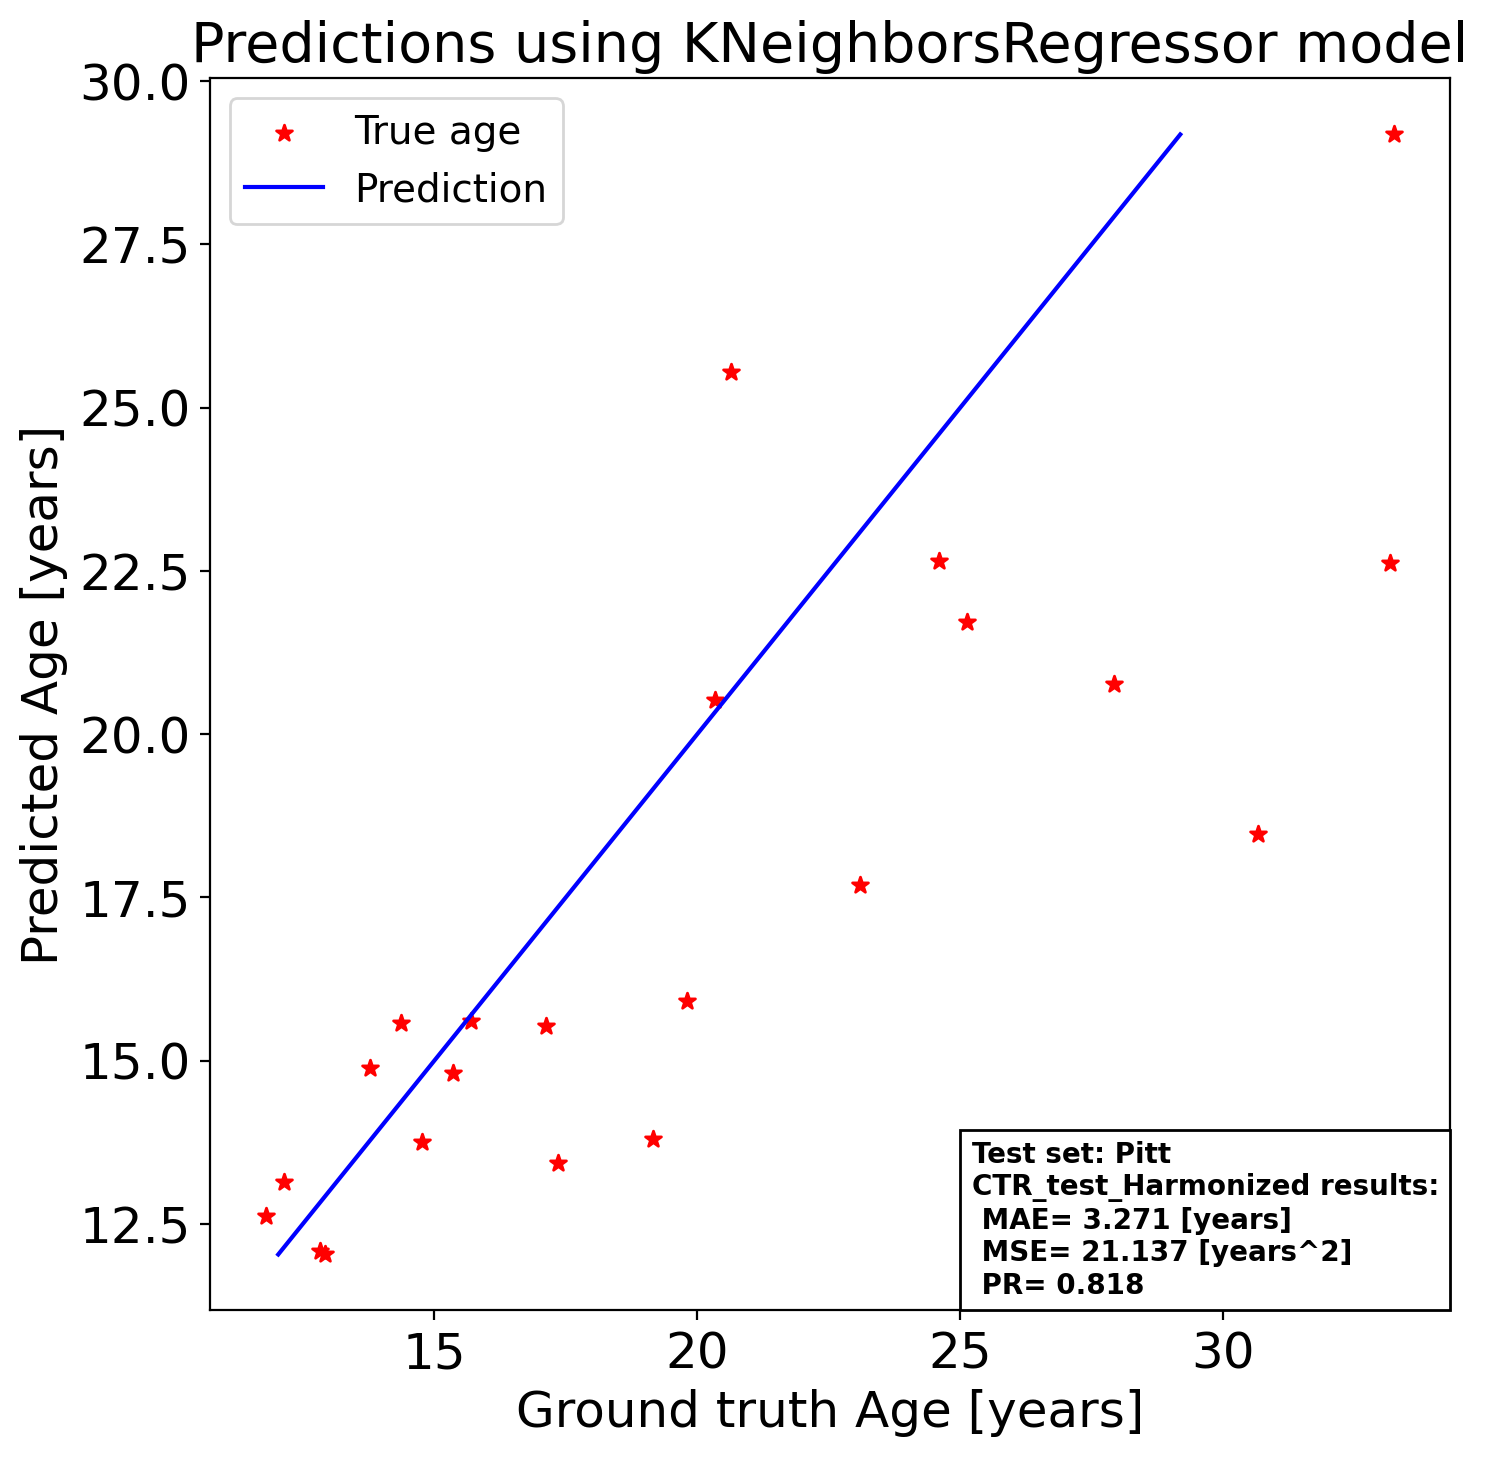 Predictions using KNeighborsRegressor model
True age
Prediction
30.0
27.5
25.0
22.5
20.0
17.5
15.0
12.5
Predicted Age [years]
Test set: Pitt
CTR_test_Harmonized results:
MAE= 3.271 [years]
MSE= 21.137 [years^2]
PR= 0.818
15 20 25 30
Ground truth Age [years]